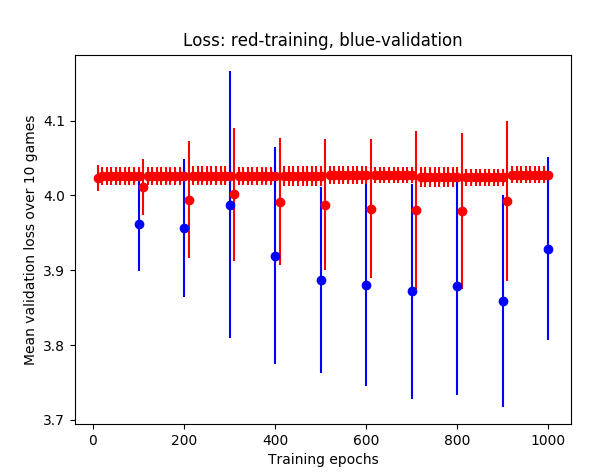 Loss: red-training, blue-validation
Mean validation loss over 10 games
4.1
4.0
3.9
3.8
3.7
0 200 400 600 800 1000
Training epochs